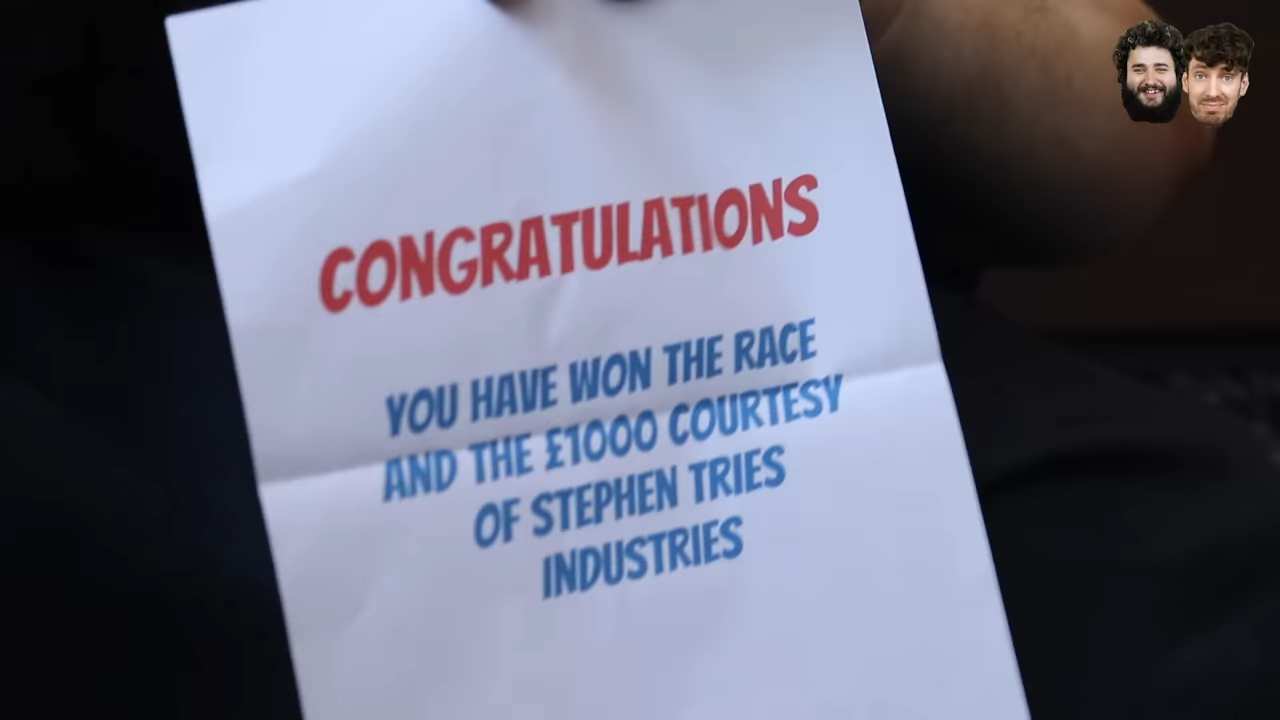 CONGRATULATIONS
YOU HAVE WON THE RACE
AND THE £1000 COURTESY
OF STEPHEN TRIES
INDUSTRIES